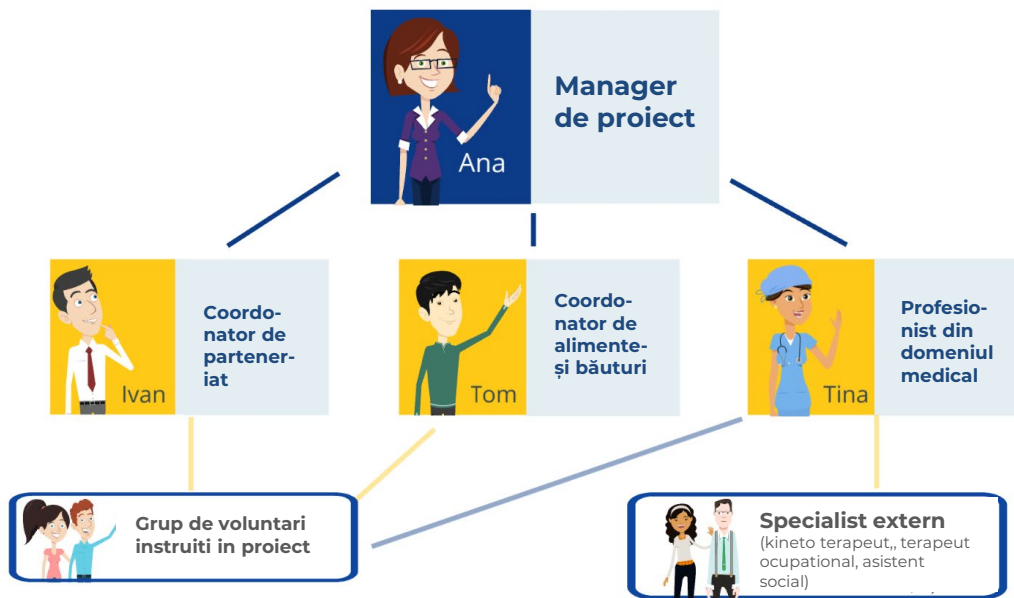 Manager
de proiect
Ana
Coordo-
nator de
partener-
iat
Ivan
Coordo-
nator de
alimente-
și băuturi
Tom
Profesio-
nist din
domeniul
medical
Tina
Grup de voluntari
instruiti in proiect
Specialist extern
(kineto terapeut,, terapeut
ocupational, asistent
social)